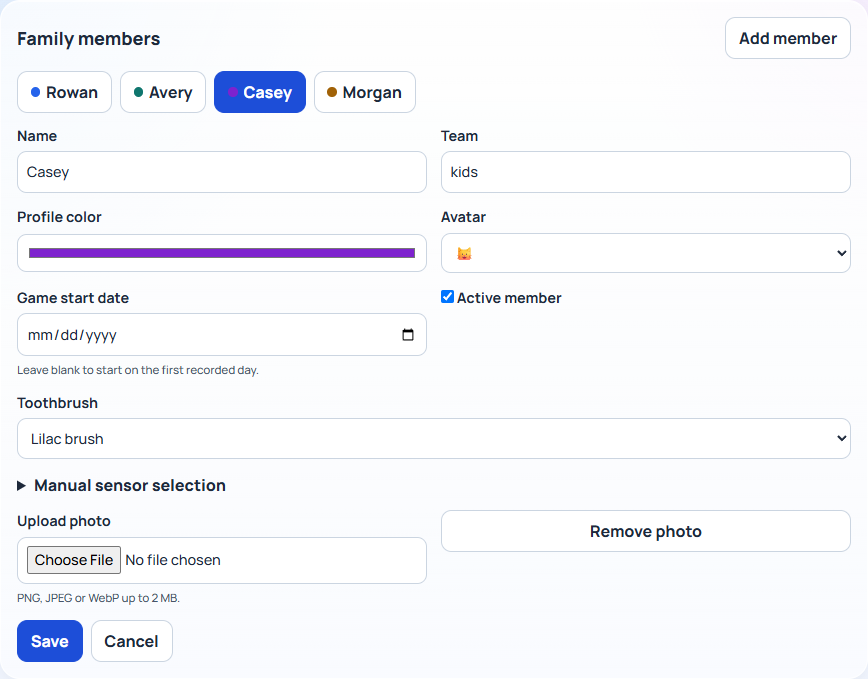 Family members
Add member
Rowan
Avery
Casey
Morgan
Name
Team
Casey
kids
Profile color
Avatar
Game start date
Active member
mm/dd/yyyy
Leave blank to start on the first recorded day.
Toothbrush
Lilac brush
Manual sensor selection
Upload photo
Remove photo
Choose File No file chosen
PNG, JPEG or WebP up to 2 MB.
Save
Cancel